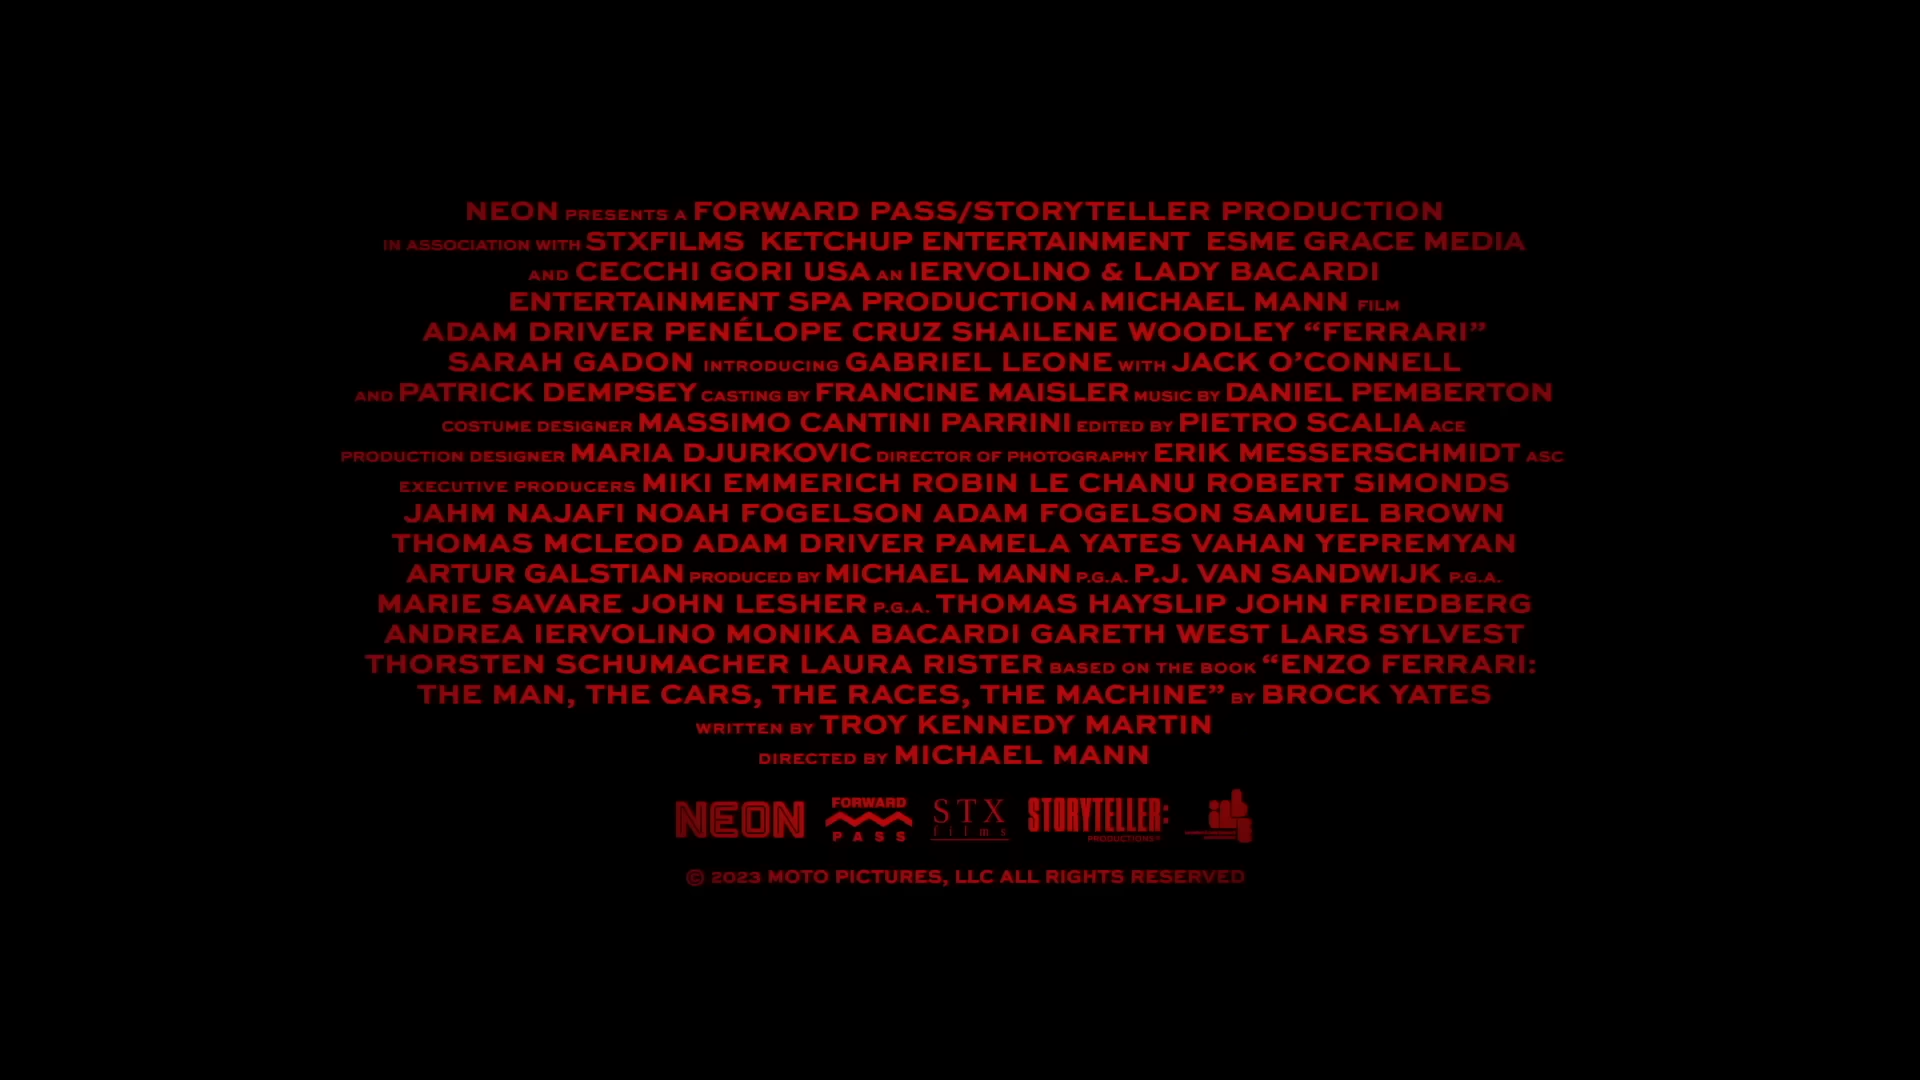 NEON PRESENTS A FORWARD PASS/STORYTELLER PRODUCTION
IN ASSOCIATION WITH STXFILMS KETCHUP ENTERTAINMENT ESME GRACE MEDIA
AND CECCHI GORI USA AN IERVOLINO & LADY BACARDI
ENTERTAINMENT SPA PRODUCTION A MICHAEL MANN FILM
ADAM DRIVER PENÉLOPE CRUZ SHAILENE WOODLEY “FERRARI”
SARAH GADON INTRODUCING GABRIEL LEONE WITH JACK O’CONNELL
AND PATRICK DEMPSEY CASTING BY FRANCINE MAISLER MUSIC BY DANIEL PEMBERTON
COSTUME DESIGNER MASSIMO CANTINI PARRINI EDITED BY PIETRO SCALIA ACE
PRODUCTION DESIGNER MARIA DJURKOVIC DIRECTOR OF PHOTOGRAPHY ERIK MESSERSCHMIDT ASC
EXECUTIVE PRODUCERS MIKI EMMERICH ROBIN LE CHANU ROBERT SIMONDS
JAHM NAJAFI NOAH FOGELSON ADAM FOGELSON SAMUEL BROWN
THOMAS MCLEOD ADAM DRIVER PAMELA YATES VAHAN YEPREMYAN
ARTUR GALSTIAN PRODUCED BY MICHAEL MANN P.G.A. P.J. VAN SANDWIJK P.G.A.
MARIE SAVARE JOHN LESHER P.G.A. THOMAS HAYSLIP JOHN FRIEDBERG
ANDREA IERVOLINO MONIKA BACARDI GARETH WEST LARS SYLVEST
THORSTEN SCHUMACHER LAURA RISTER BASED ON THE BOOK “ENZO FERRARI:
THE MAN, THE CARS, THE RACES, THE MACHINE” BY BROCK YATES
WRITTEN BY TROY KENNEDY MARTIN
DIRECTED BY MICHAEL MANN
NEON FORWARD PASS STX films STORYTELLER: PRODUCTIONS
© 2023 MOTO PICTURES, LLC ALL RIGHTS RESERVED